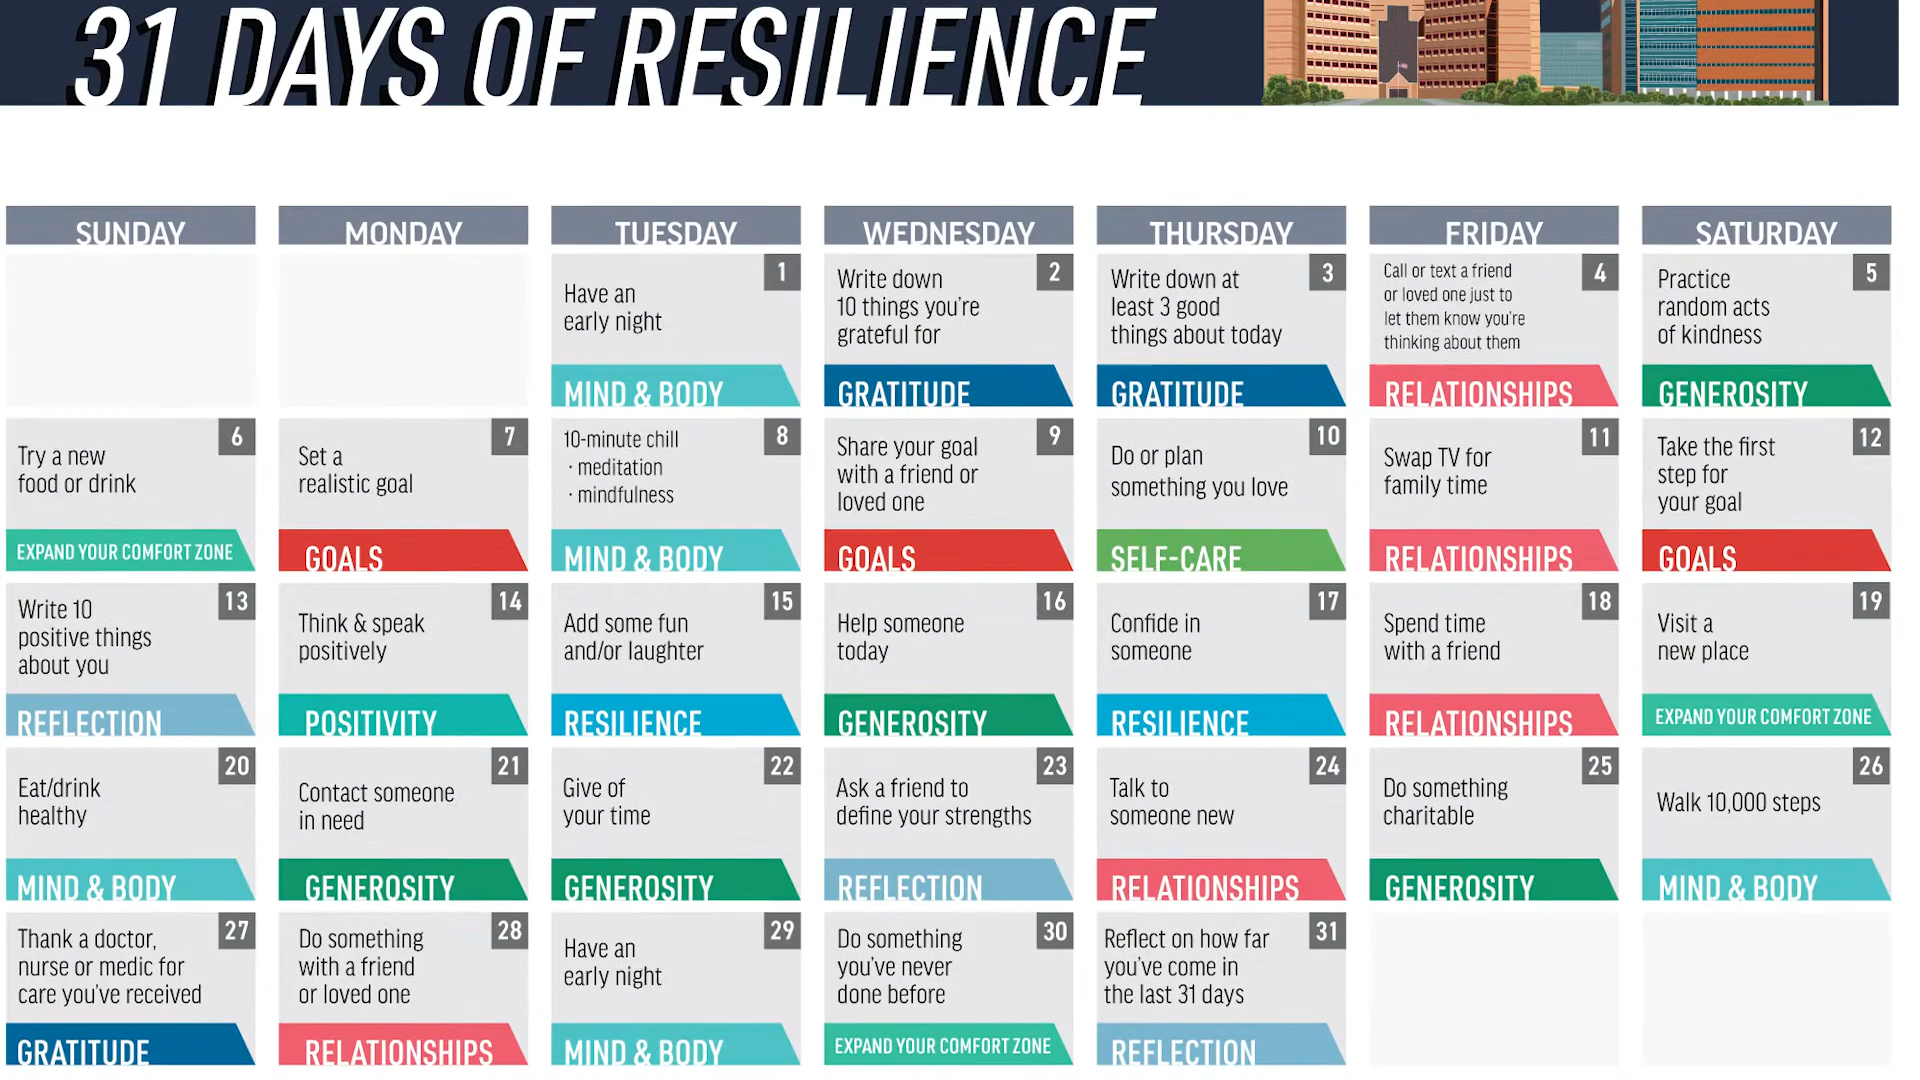 31 DAYS OF RESILIENCE
SUNDAY
MONDAY
TUESDAY
WEDNESDAY
THURSDAY
FRIDAY
SATURDAY
1
Have an
early night
MIND & BODY
2
Write down
10 things you're
grateful for
GRATITUDE
3
Write down at
least 3 good
things about today
GRATITUDE
4
Call or text a friend
or loved one just to
let them know you're
thinking about them
RELATIONSHIPS
5
Practice
random acts
of kindness
GENEROSITY
6
Try a new
food or drink
EXPAND YOUR COMFORT ZONE
7
Set a
realistic goal
GOALS
8
10-minute chill
· meditation
· mindfulness
MIND & BODY
9
Share your goal
with a friend or
loved one
GOALS
10
Do or plan
something you love
SELF-CARE
11
Swap TV for
family time
RELATIONSHIPS
12
Take the first
step for
your goal
GOALS
13
Write 10
positive things
about you
REFLECTION
14
Think & speak
positively
POSITIVITY
15
Add some fun
and/or laughter
RESILIENCE
16
Help someone
today
GENEROSITY
17
Confide in
someone
RESILIENCE
18
Spend time
with a friend
RELATIONSHIPS
19
Visit a
new place
EXPAND YOUR COMFORT ZONE
20
Eat/drink
healthy
MIND & BODY
21
Contact someone
in need
GENEROSITY
22
Give of
your time
GENEROSITY
23
Ask a friend to
define your strengths
REFLECTION
24
Talk to
someone new
RELATIONSHIPS
25
Do something
charitable
GENEROSITY
26
Walk 10,000 steps
MIND & BODY
27
Thank a doctor,
nurse or medic for
care you've received
GRATITUDE
28
Do something
with a friend
or loved one
RELATIONSHIPS
29
Have an
early night
MIND & BODY
30
Do something
you've never
done before
EXPAND YOUR COMFORT ZONE
31
Reflect on how far
you've come in
the last 31 days
REFLECTION